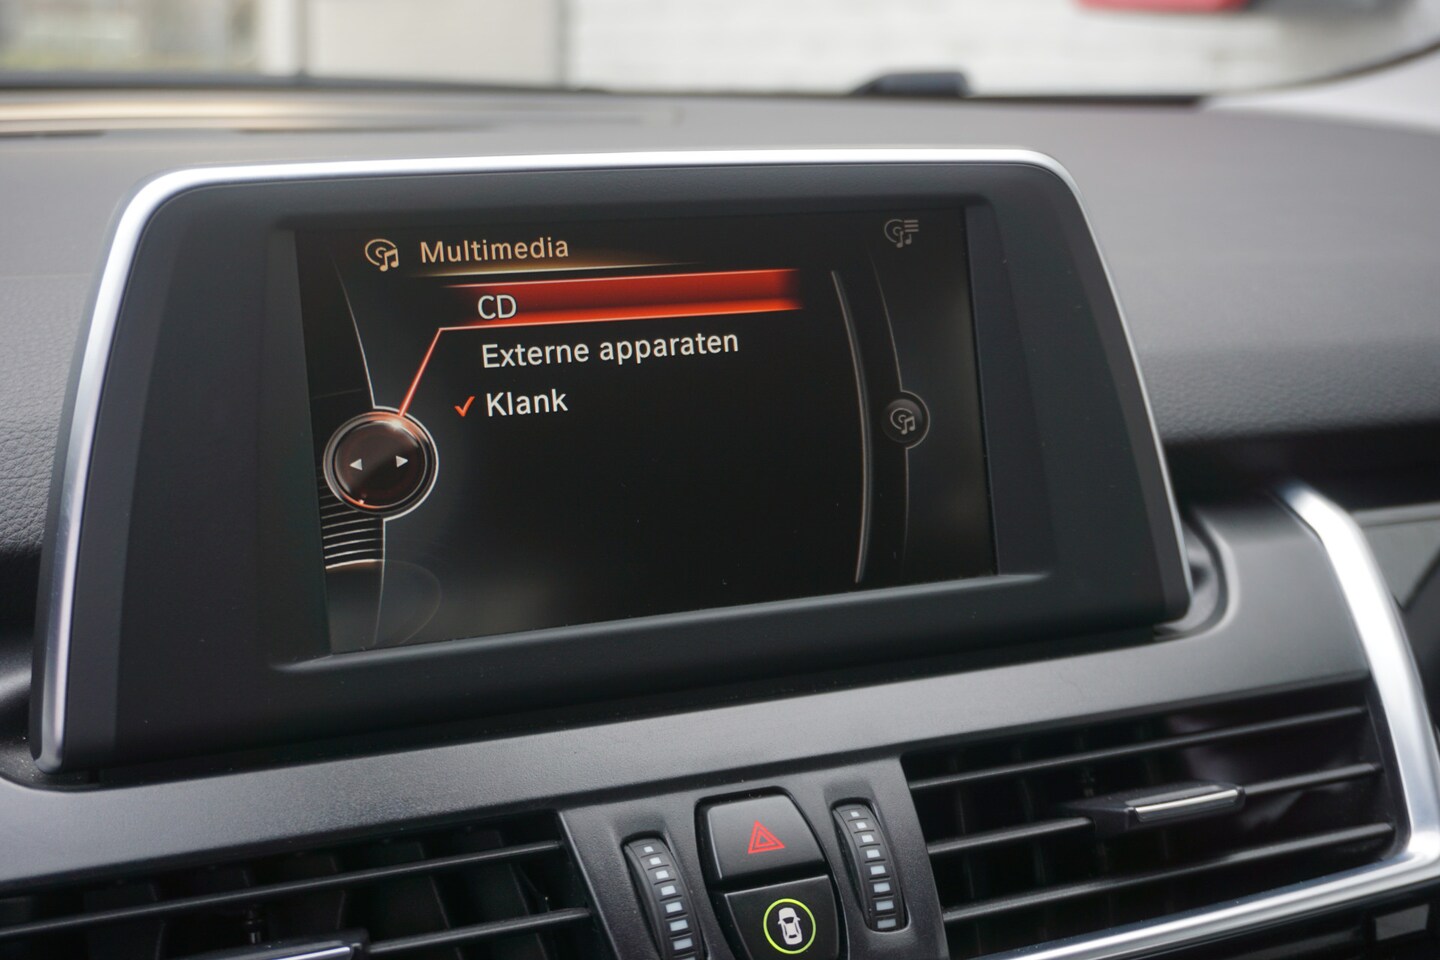 Multimedia
CD
Externe apparaten
Klank